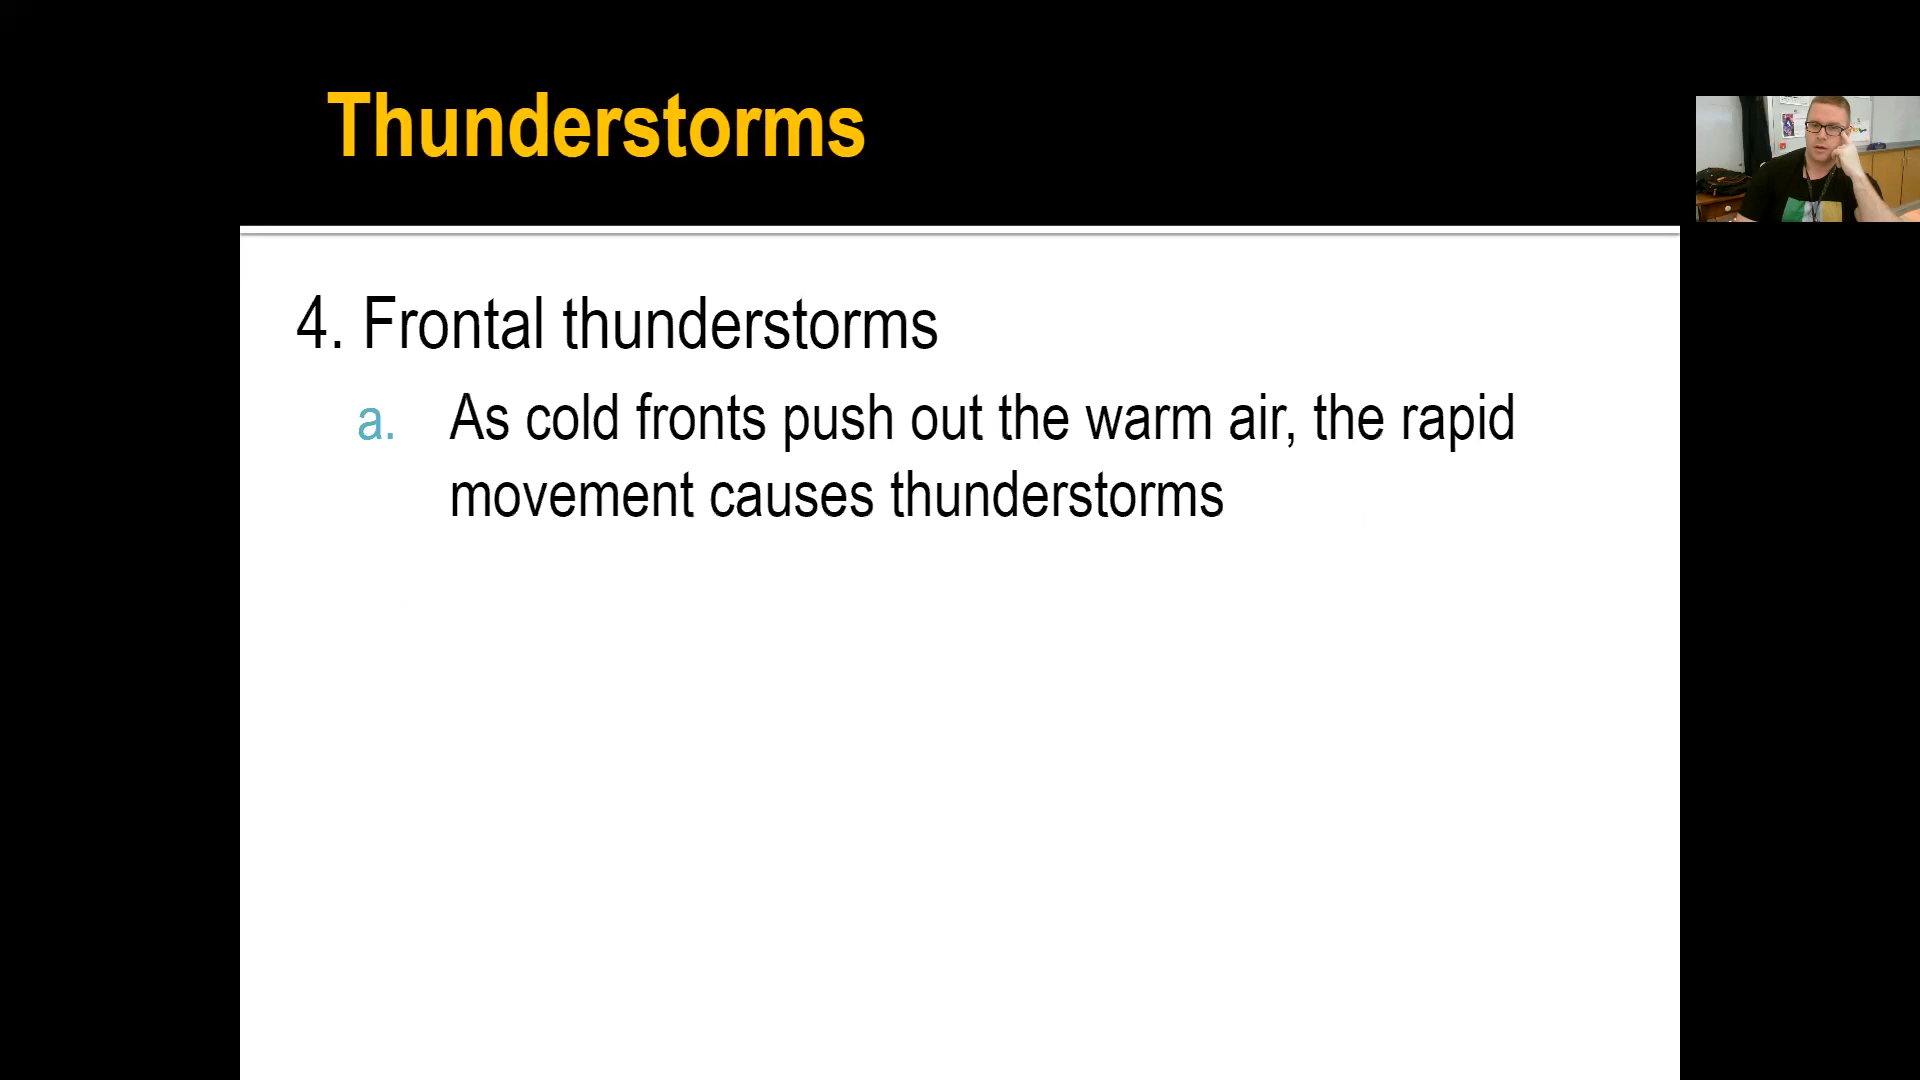 Thunderstorms
4. Frontal thunderstorms
a. As cold fronts push out the warm air, the rapid
movement causes thunderstorms